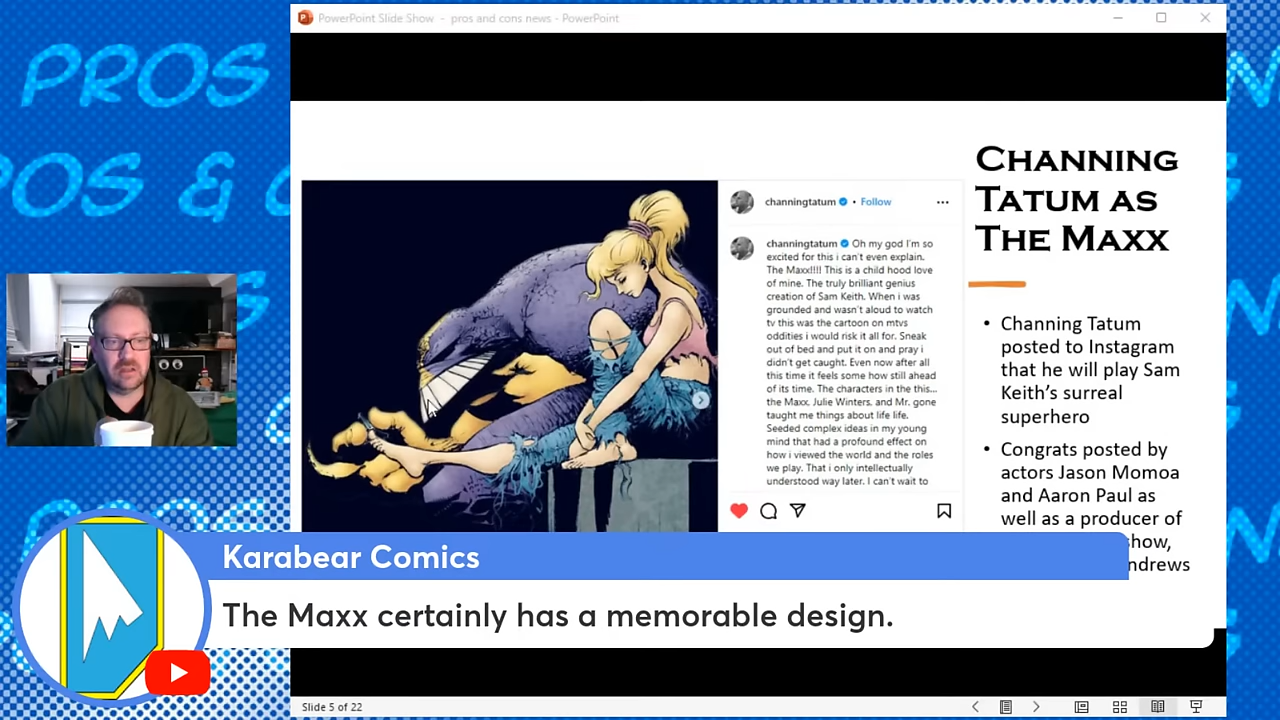 PowerPoint Slide Show - pros and cons news - PowerPoint
PROS
POS &
CHANNING
TATUM AS
THE MAXX
channingtatum • Follow
channingtatum Oh my god I'm so
excited for this i can't even explain.
The Maxx!!!! This is a child hood love
of mine. The truly brilliant genius
creation of Sam Keith. When i was
grounded and wasn't aloud to watch
tv this was the cartoon on mtvs
oddities i would risk it all for. Sneak
out of bed and put it on and pray i
didn't get caught. Even now after all
this time it feels some how still ahead
of its time. The characters in the this...
the Maxx, Julie Winters, and Mr. gone
taught me things about life life.
Seeded complex ideas in my young
mind that had a profound effect on
how i viewed the world and the roles
we play. That i only intellectually
understood way later. I can't wait to
• Channing Tatum
posted to Instagram
that he will play Sam
Keith's surreal
superhero
• Congrats posted by
actors Jason Momoa
and Aaron Paul as
well as a producer of
show,
ndrews
Karabear Comics
The Maxx certainly has a memorable design.
Slide 5 of 22